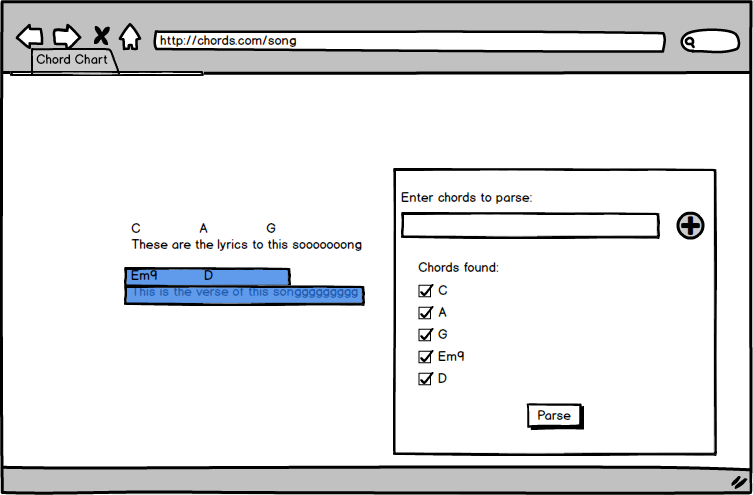 http://chords.com/song
Chord Chart
C A G
These are the lyrics to this sooooooong
Em9 D
This is the verse of this songgggggggg
Enter chords to parse:
Chords found:
C
A
G
Em9
D
Parse